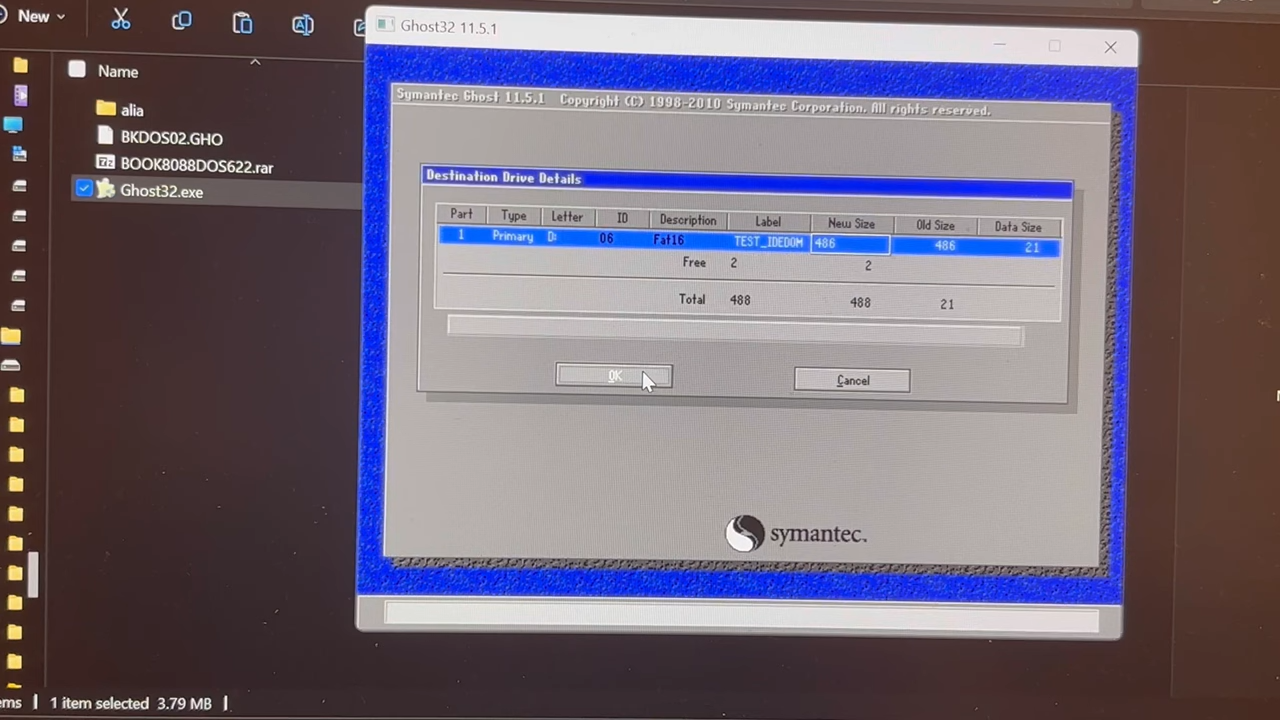 New
Name
alia
BKDOS02.GHO
BOOK8088DOS622.rar
Ghost32.exe
Ghost32 11.5.1
Symantec Ghost 11.5.1 Copyright (C) 1998-2010 Symantec Corporation. All rights reserved.
Destination Drive Details
Part Type Letter ID Description Label New Size Old Size Data Size
1 Primary D: 06 Fat16 TEST_IDEDOM 486 486 21
Free 2 2
Total 488 488 21
OK Cancel
symantec.
1 item selected 3.79 MB